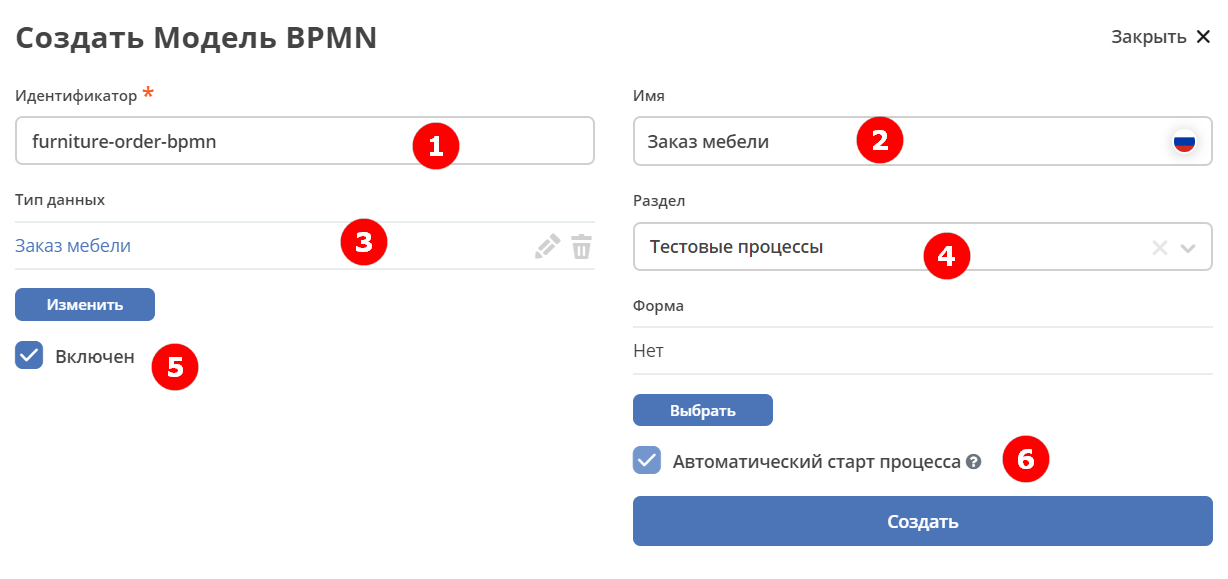 Создать Модель BPMN
Закрыть ×
Идентификатор *
furniture-order-bpmn
1
Имя
Заказ мебели
2
Тип данных
Заказ мебели
3
Изменить
Включен
5
Раздел
Тестовые процессы
4
Форма
Нет
Выбрать
Автоматический старт процесса ?
6
Создать